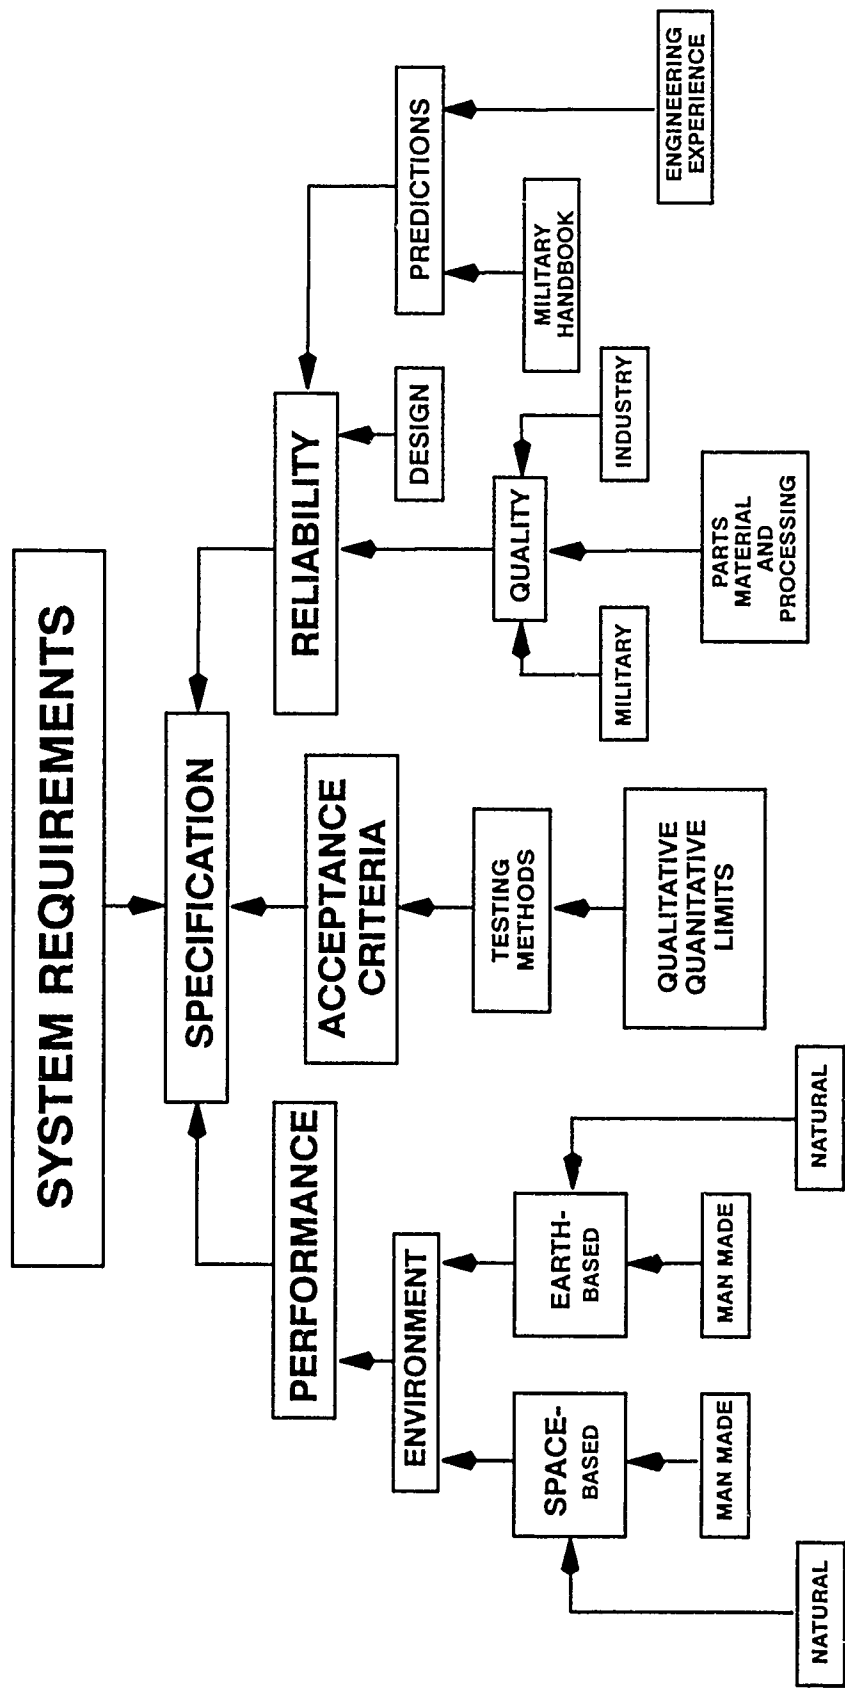 SYSTEM REQUIREMENTS
SPECIFICATION
PERFORMANCE
ACCEPTANCE
CRITERIA
RELIABILITY
ENVIRONMENT
DESIGN
PREDICTIONS
SPACE-
BASED
EARTH-
BASED
TESTING
METHODS
QUALITY
MILITARY
HANDBOOK
NATURAL
MAN MADE
MAN MADE
NATURAL
QUALITATIVE
QUANITATIVE
LIMITS
MILITARY
PARTS
MATERIAL
AND
PROCESSING
INDUSTRY
ENGINEERING
EXPERIENCE